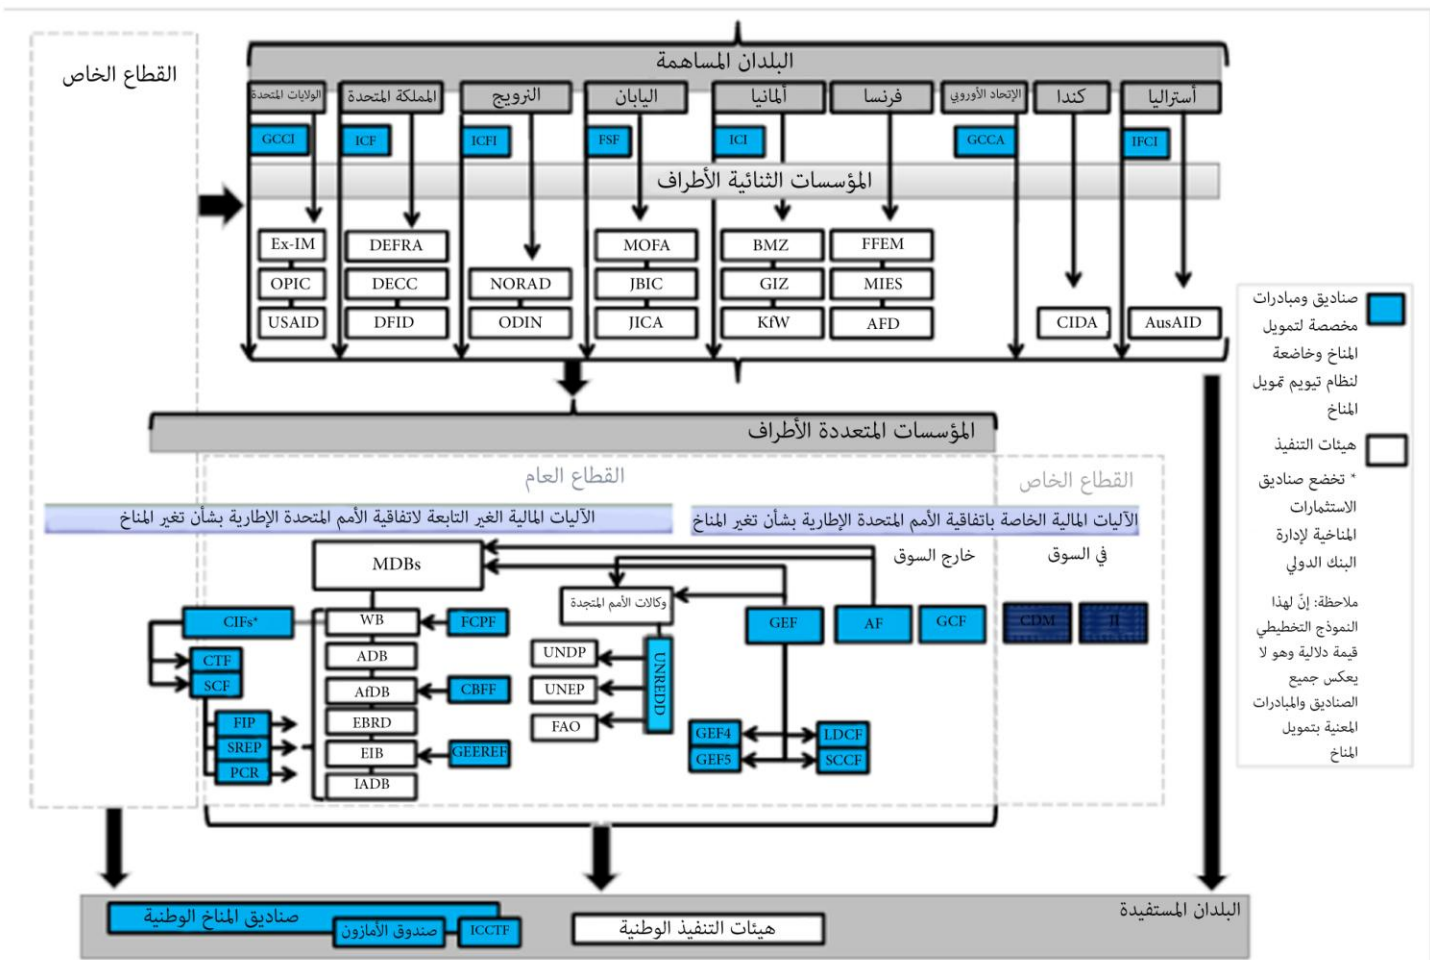 القطاع الخاص
البلدان المساهمة
أستراليا
كندا
الإتحاد الأوروبي
فرنسا
ألمانيا
اليابان
النرويج
المملكة المتحدة
الولايات المتحدة
IFCI
GCCA
ICI
FSF
ICFI
ICF
GCCI
المؤسسات الثنائية الأطراف
Ex-IM
OPIC
USAID
DEFRA
DECC
DFID
NORAD
ODIN
MOFA
JBIC
JICA
BMZ
GIZ
KfW
FFEM
MIES
AFD
CIDA
AusAID
صناديق ومبادرات
مخصصة لتمويل
المناخ وخاضعة
لنظام تيويم تمويل
المناخ
هيئات التنفيذ
* تخضع صناديق
الاستثمارات
المناخية لإدارة
البنك الدولي
ملاحظة: إنّ لهذا
النموذج التخطيطي
قيمة دلالية وهو لا
يعكس جميع
الصناديق والمبادرات
المعنية بتمويل
المناخ
المؤسسات المتعددة الأطراف
القطاع الخاص
القطاع العام
الآليات المالية الخاصة باتفاقية الأمم المتحدة الإطارية بشأن تغير المناخ
الآليات المالية الغير التابعة لاتفاقية الأمم المتحدة الإطارية بشأن تغير المناخ
في السوق
خارج السوق
MDBs
وكالات الأمم المتجدة
JI
CDM
GCF
AF
GEF
CIFs*
CTF
SCF
FIP
SREP
PCR
WB
ADB
AfDB
EBRD
EIB
IADB
FCPF
CBFF
GEEREF
UNDP
UNEP
FAO
UNREDD
GEF4
GEF5
LDCF
SCCF
البلدان المستفيدة
هيئات التنفيذ الوطنية
صناديق المناخ الوطنية
صندوق الأمازون
ICCTF